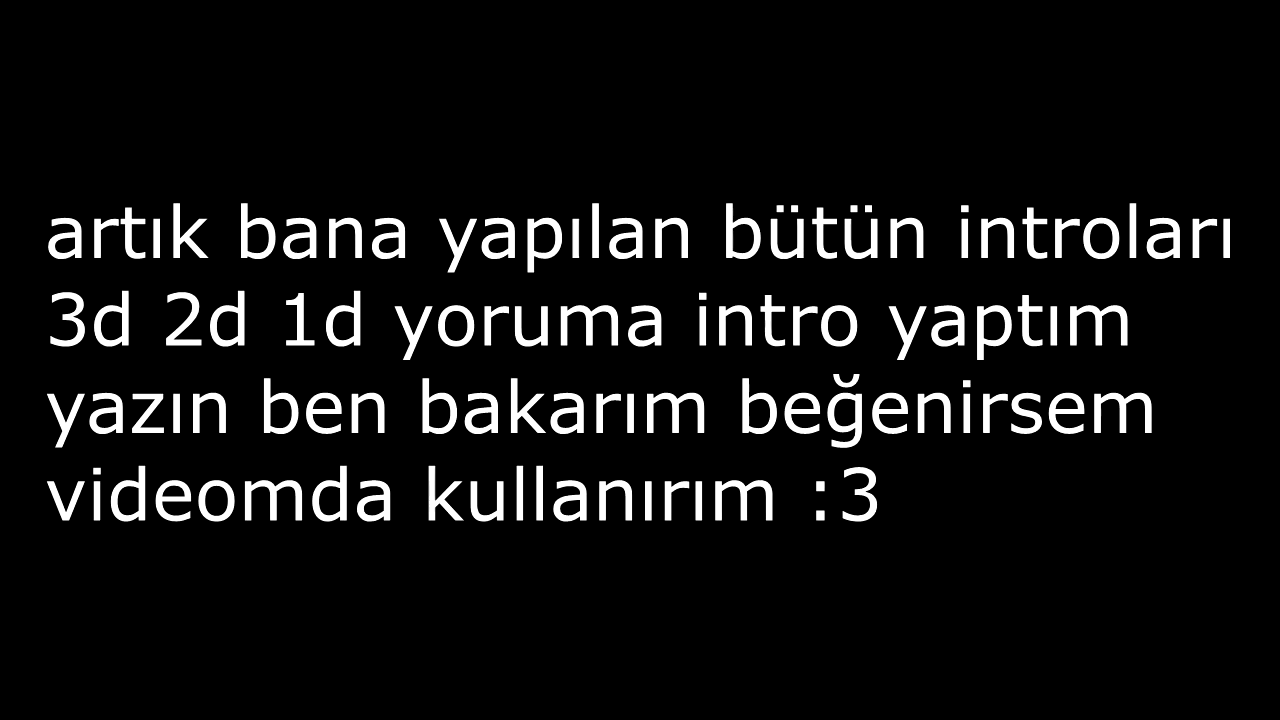 artık bana yapılan bütün introları
3d 2d 1d yoruma intro yaptım
yazın ben bakarım beğenirsem
videomda kullanırım :3